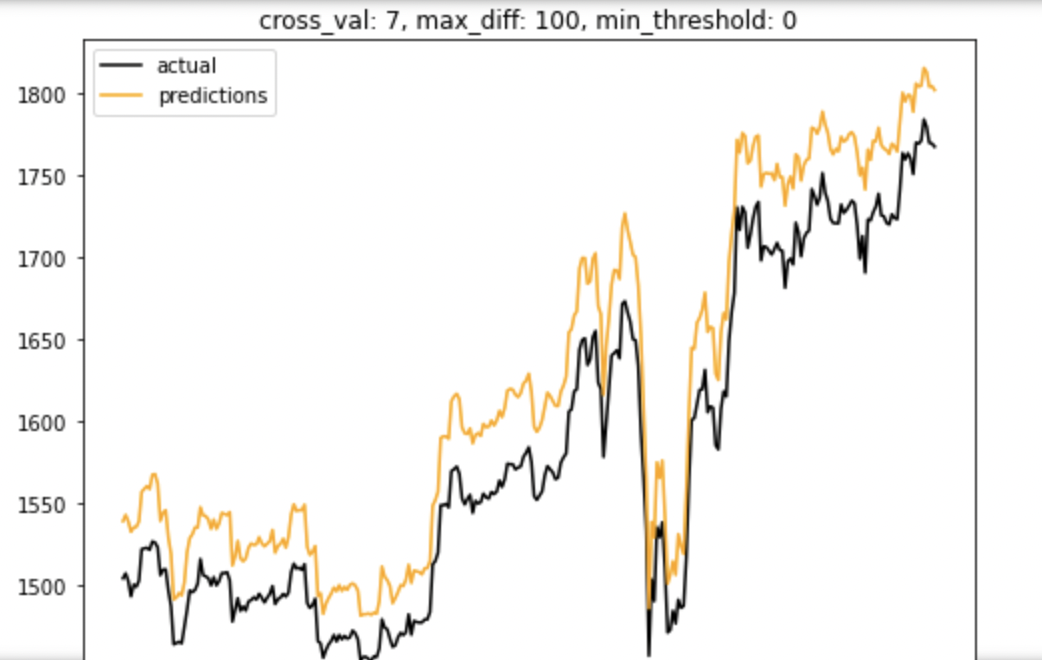 cross_val: 7, max_diff: 100, min_threshold: 0
actual
predictions
1800
1750
1700
1650
1600
1550
1500